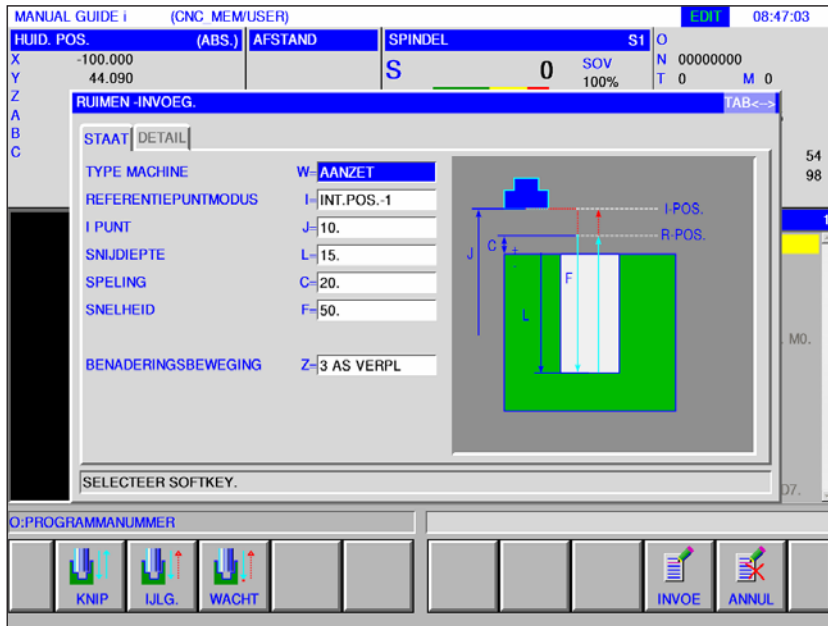 MANUAL GUIDE i (CNC_MEM/USER) EDIT 08:47:03
HUID. POS. (ABS.) AFSTAND SPINDEL S1 O
X -100.000
Y 44.090
Z
A
B
C
S 0 SOV
100%
N 00000000
T 0 M 0
54
98
RUIMEN -INVOEG. TAB<-->
STAAT DETAIL
TYPE MACHINE W=AANZET
REFERENTIEPUNTMODUS I=INT.POS.-1
I PUNT J=10.
SNIJDIEPTE L=15.
SPELING C=20.
SNELHEID F=50.
BENADERINGSBEWEGING Z=3 AS VERPL
I-POS.
R-POS.
J
C +
F
L
SELECTEER SOFTKEY.
1
M0.
D7.
O:PROGRAMMANUMMER
KNIP IJLG. WACHT INVOE ANNUL